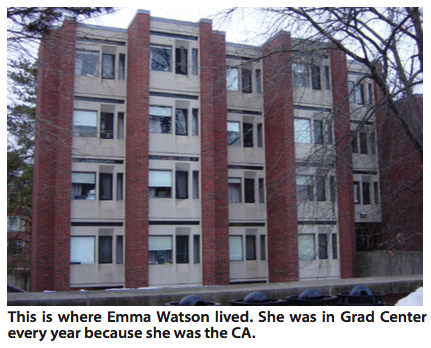 This is where Emma Watson lived. She was in Grad Center
every year because she was the CA.